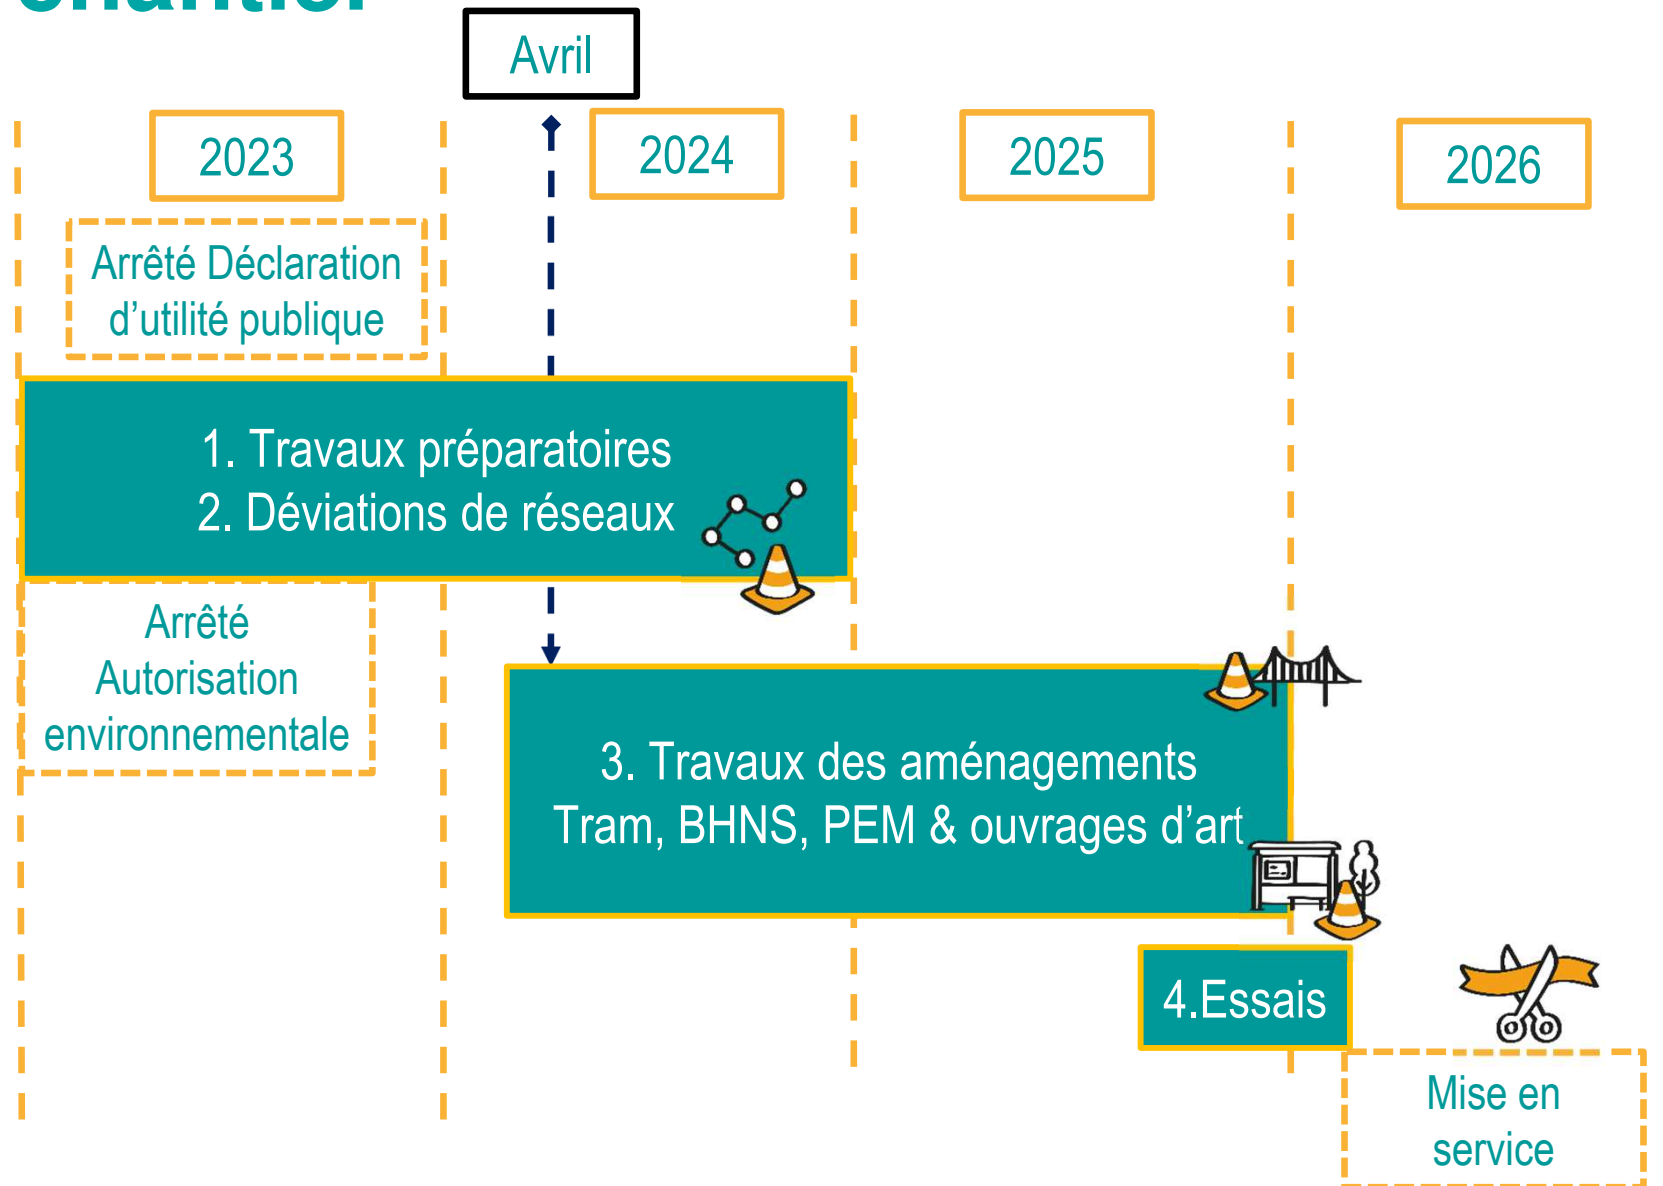 chantier
Avril
2023
2024
2025
2026
Arrêté Déclaration
d’utilité publique
1. Travaux préparatoires
2. Déviations de réseaux
Arrêté
Autorisation
environnementale
3. Travaux des aménagements
Tram, BHNS, PEM & ouvrages d’art
4.Essais
Mise en
service